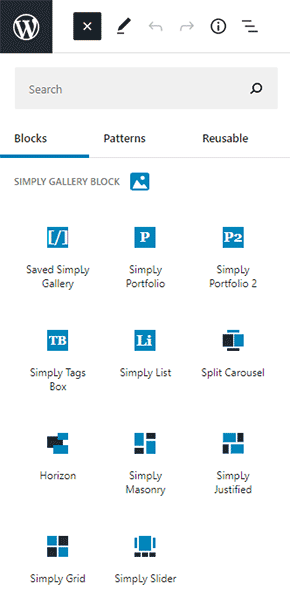 Search
Blocks Patterns Reusable
SIMPLY GALLERY BLOCK
[/] P P2
Saved SimpLy SimpLy SimpLy
Gallery Portfolio Portfolio 2
TB Li
SimpLy Tags SimpLy List Split Carousel
Box
Horizon SimpLy SimpLy
Masonry Justified
SimpLy Grid SimpLy Slider